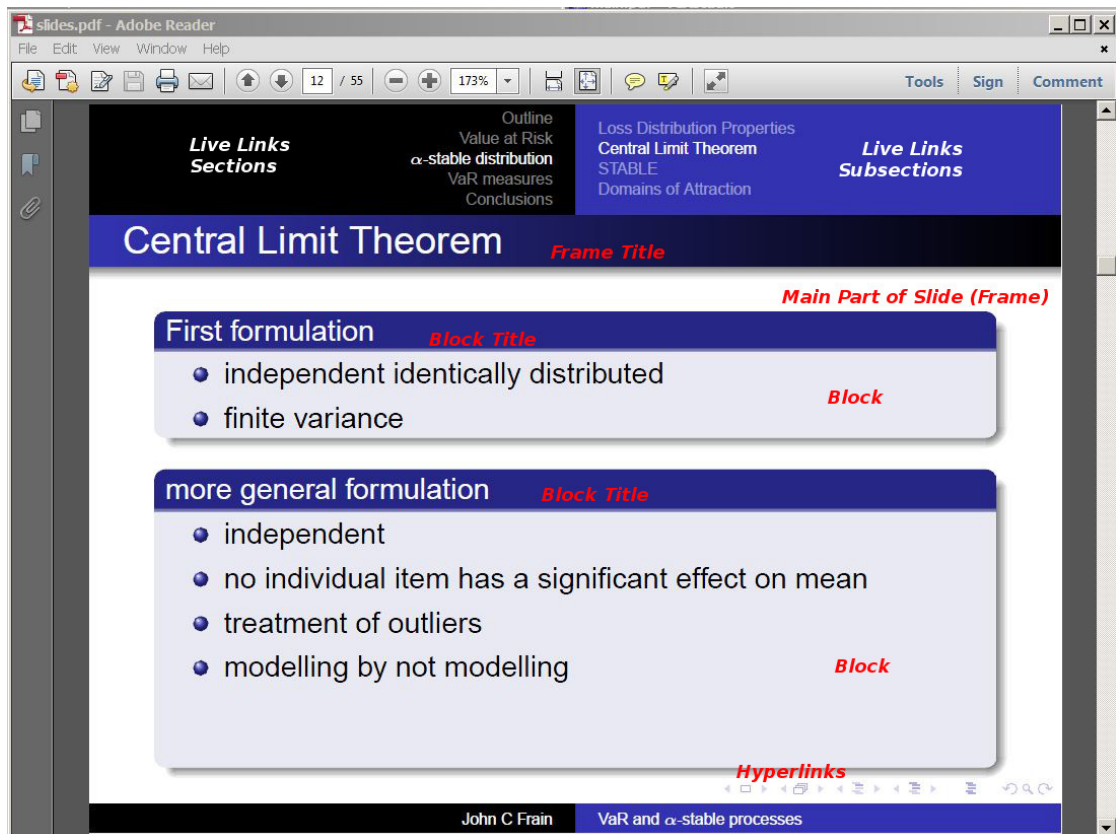 slides.pdf - Adobe Reader
File Edit View Window Help
12 / 55 173% Tools Sign Comment
Live Links
Sections
Outline
Value at Risk
α-stable distribution
VaR measures
Conclusions
Loss Distribution Properties
Central Limit Theorem
STABLE
Domains of Attraction
Live Links
Subsections
Central Limit Theorem Frame Title
Main Part of Slide (Frame)
First formulation Block Title
independent identically distributed
Block
finite variance
more general formulation Block Title
independent
no individual item has a significant effect on mean
treatment of outliers
modelling by not modelling Block
Hyperlinks
John C Frain VaR and α-stable processes